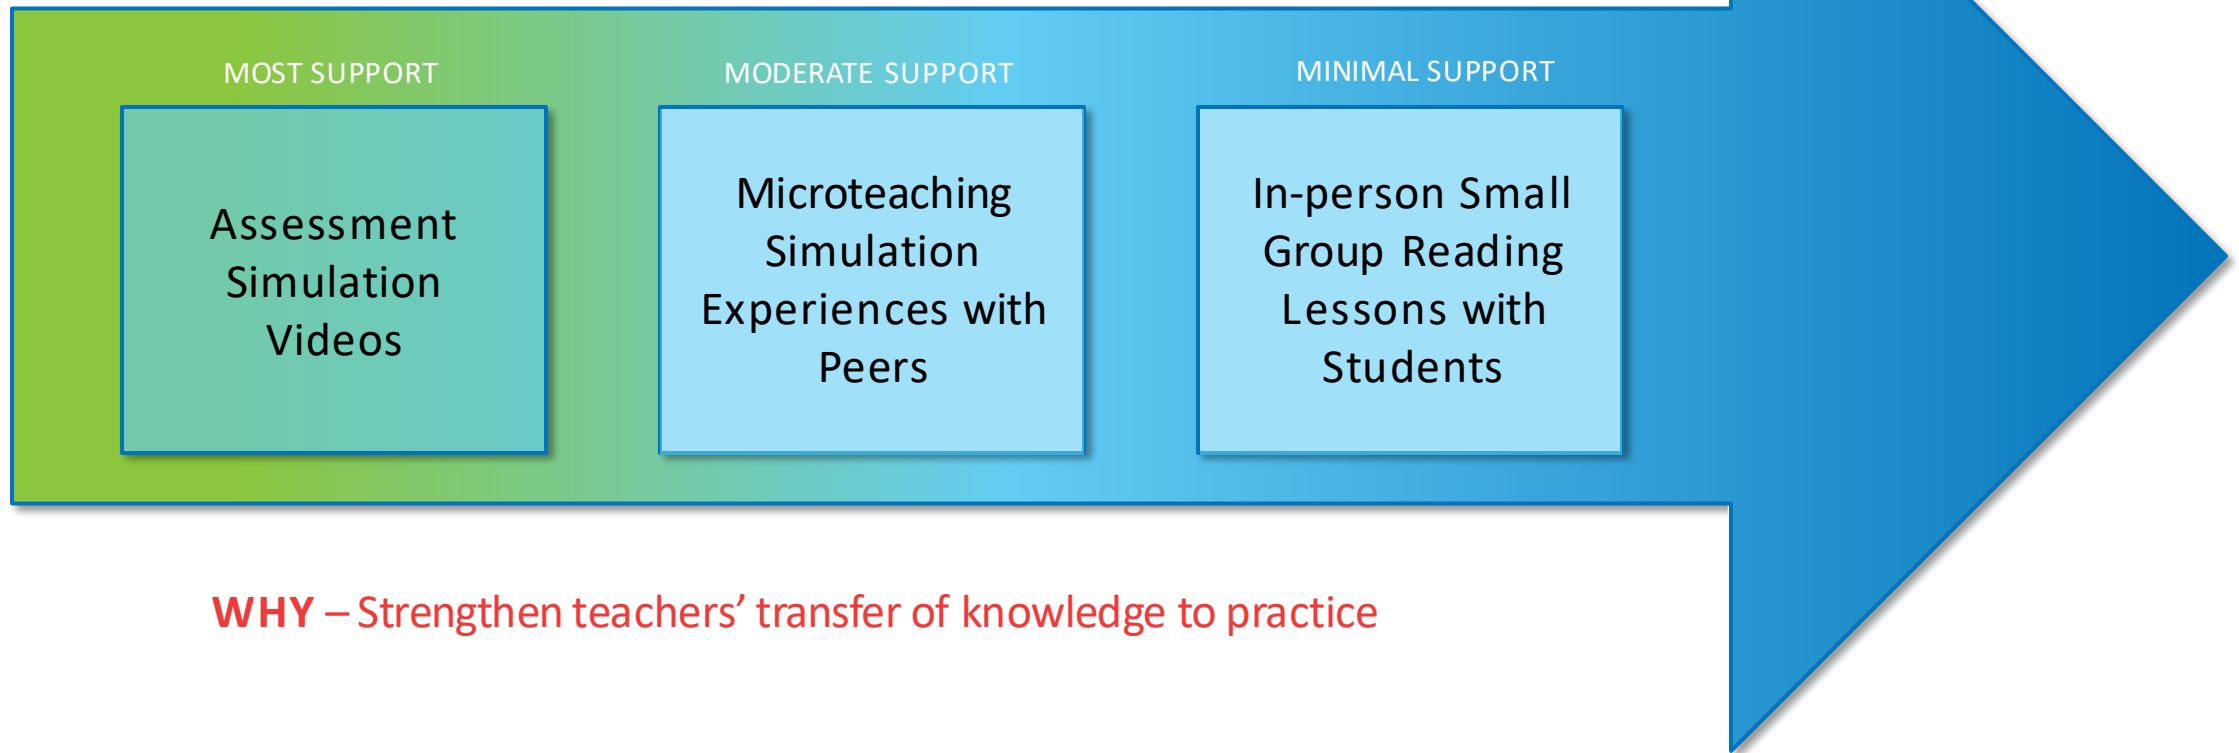 MOST SUPPORT
Assessment
Simulation
Videos
MODERATE SUPPORT
Microteaching
Simulation
Experiences with
Peers
MINIMAL SUPPORT
In-person Small
Group Reading
Lessons with
Students
WHY – Strengthen teachers’ transfer of knowledge to practice